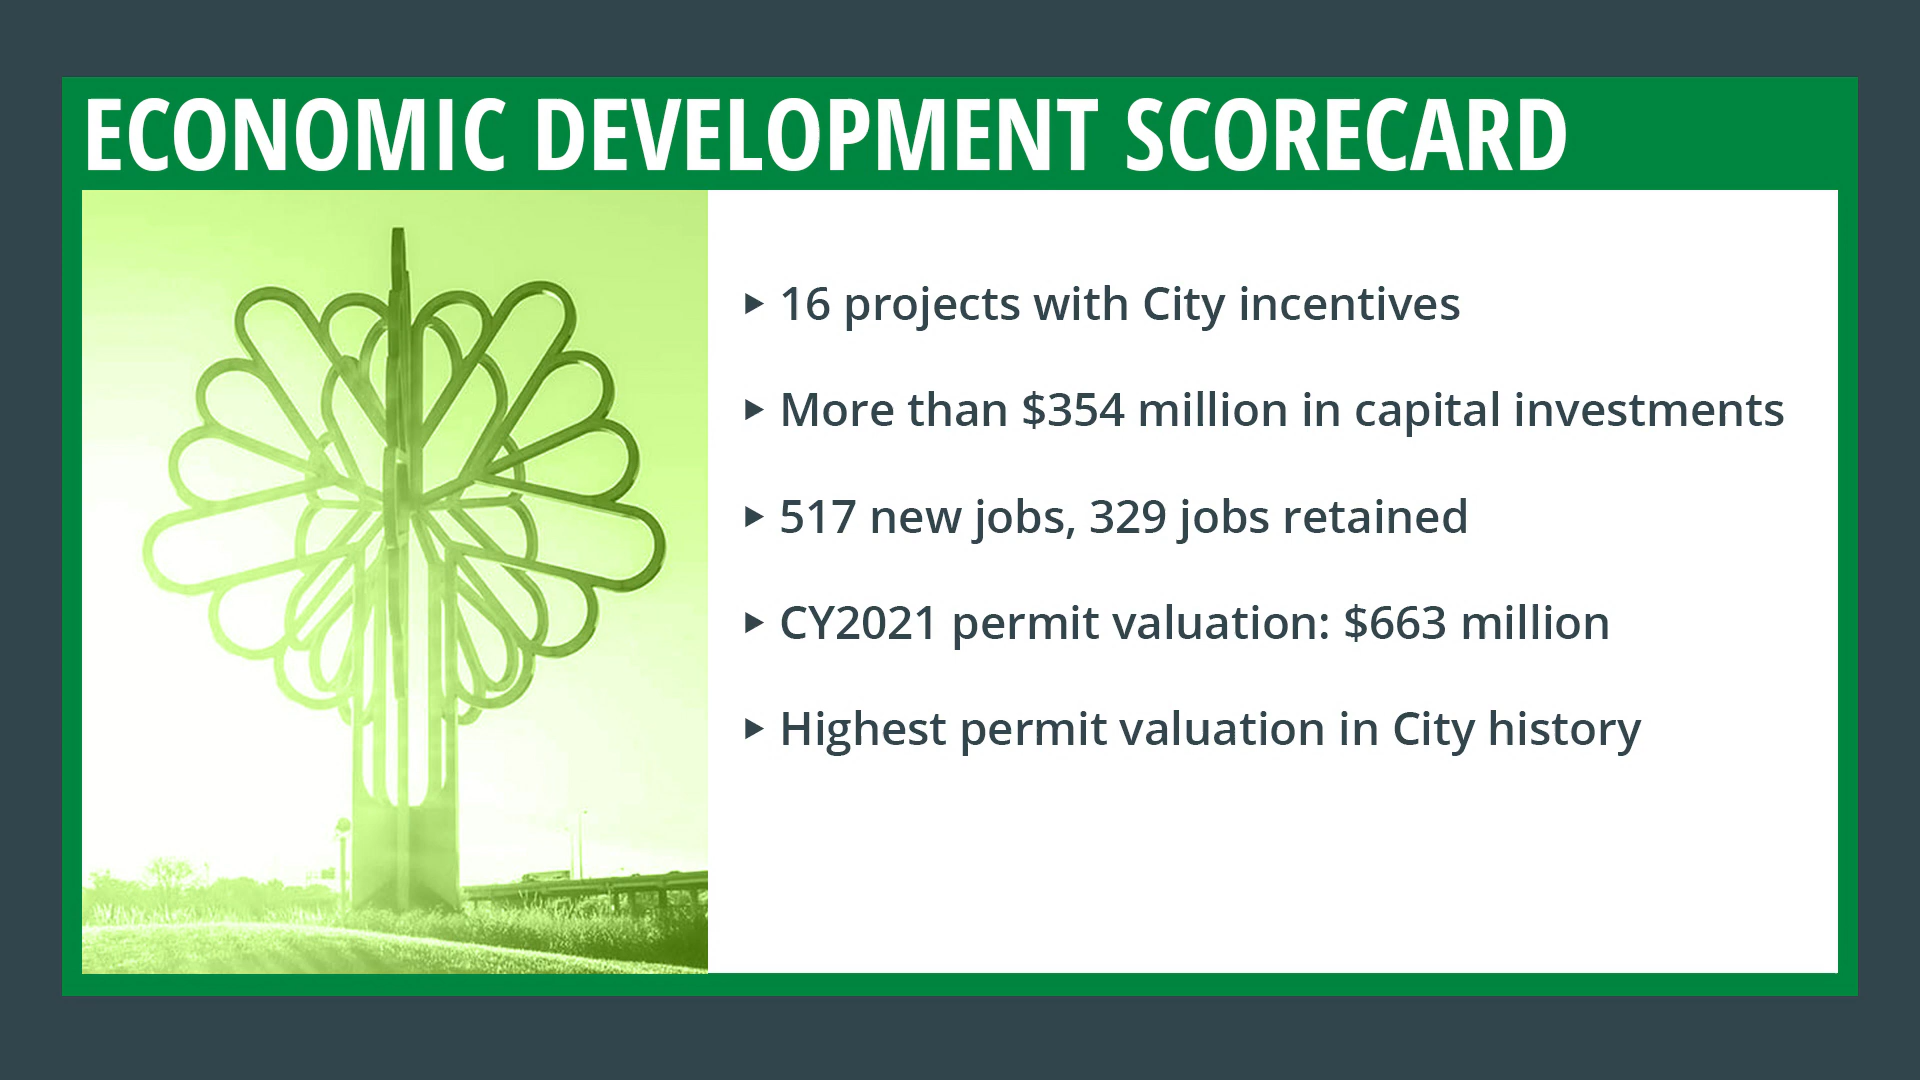 ECONOMIC DEVELOPMENT SCORECARD
▸ 16 projects with City incentives
▸ More than $354 million in capital investments
▸ 517 new jobs, 329 jobs retained
▸ CY2021 permit valuation: $663 million
▸ Highest permit valuation in City history